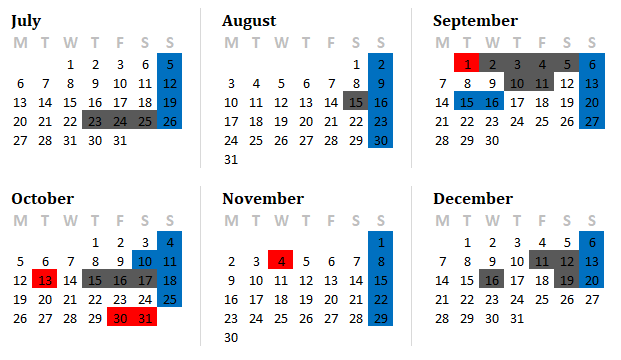 July
M T W T F S S
1 2 3 6 5
6 7 8 9 10 11 12
13 14 15 16 17 18 19
20 21 22 23 24 25 26
27 28 31 30 31
August
M T W T F S S
1 2
3 4 5 6 7 8 9
10 11 12 13 14 15 16
17 18 19 20 21 22 23
24 25 26 27 28 29 30
31
September
M T W T F S S
1 2 3 4 5 6
7 8 9 10 11 12 13
14 15 16 17 18 19 20
21 22 23 24 25 26 27
28 29 30
October
M T W T F S S
1 2 3 4
5 6 7 8 9 10 11
12 13 14 15 16 17 18
19 20 21 22 23 24 25
26 27 28 29 30 31
November
M T W T F S S
1
2 3 4 5 6 7 8
9 10 11 12 13 14 15
16 17 18 19 20 21 22
23 24 25 26 27 28 29
30
December
M T W T F S S
1 2 3 4 5 6
7 8 9 10 11 12 13
14 15 16 17 18 19 20
21 22 23 24 25 26 27
28 29 30 31